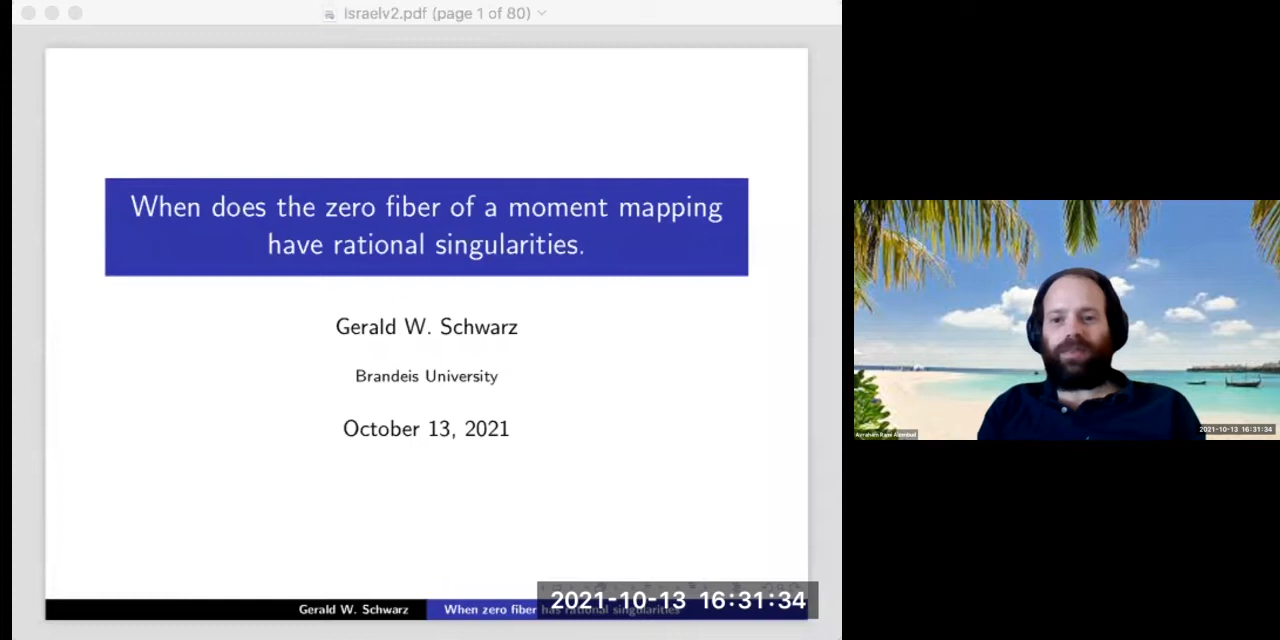 Israelv2.pdf (page 1 of 80)
When does the zero fiber of a moment mapping
have rational singularities.
Gerald W. Schwarz
Brandeis University
October 13, 2021
Gerald W. Schwarz
When zero fiber has rational singularities
2021-10-13 16:31:34
2021-10-13 16:31:34